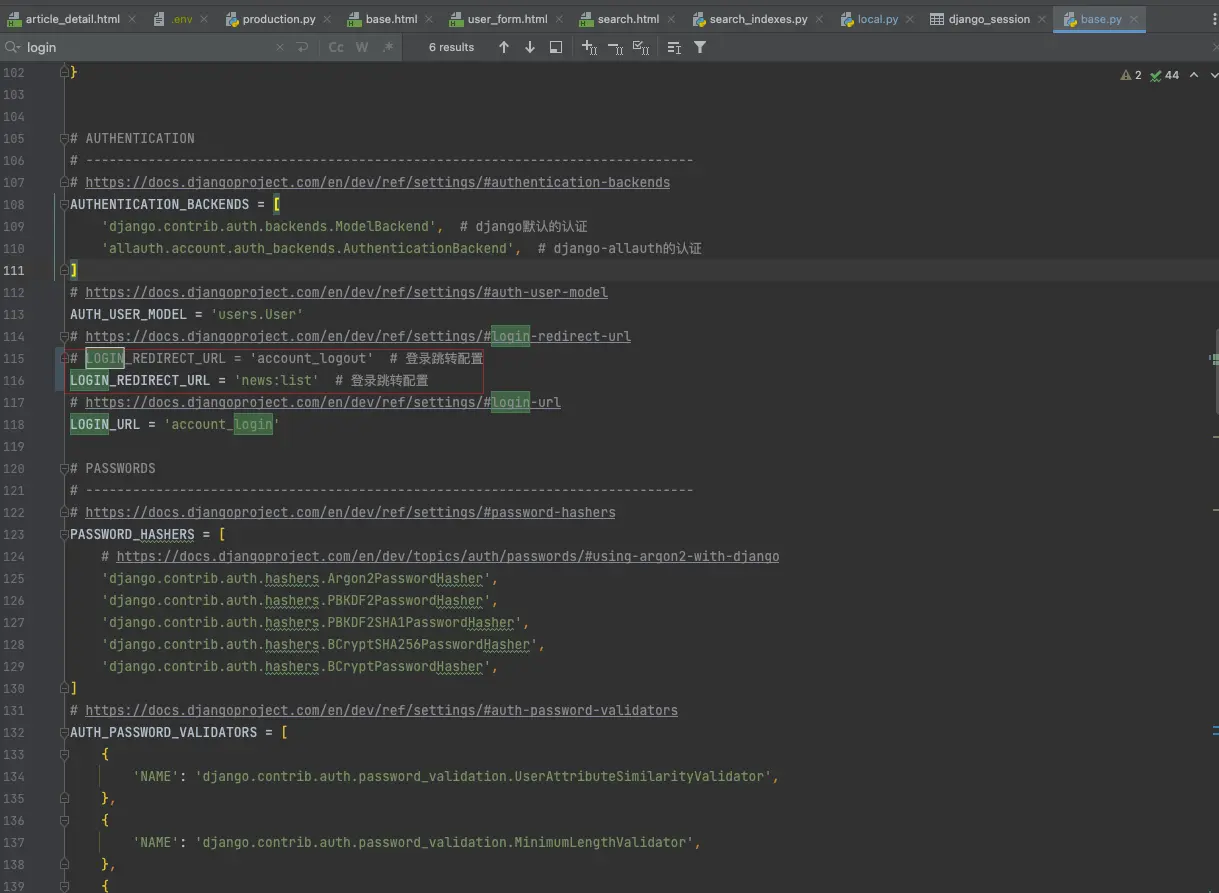 article_detail.html .env production.py base.html user_form.html search.html search_indexes.py local.py django_session base.py
login Cc W .* 6 results
2 44
102 }
103
104
105 # AUTHENTICATION
106 # ------------------------------------------------------------------------------
107 # https://docs.djangoproject.com/en/dev/ref/settings/#authentication-backends
108 AUTHENTICATION_BACKENDS = [
109 'django.contrib.auth.backends.ModelBackend', # django默认的认证
110 'allauth.account.auth_backends.AuthenticationBackend', # django-allauth的认证
111 ]
112 # https://docs.djangoproject.com/en/dev/ref/settings/#auth-user-model
113 AUTH_USER_MODEL = 'users.User'
114 # https://docs.djangoproject.com/en/dev/ref/settings/#login-redirect-url
115 # LOGIN_REDIRECT_URL = 'account_logout' # 登录跳转配置
116 LOGIN_REDIRECT_URL = 'news:list' # 登录跳转配置
117 # https://docs.djangoproject.com/en/dev/ref/settings/#login-url
118 LOGIN_URL = 'account_login'
119
120 # PASSWORDS
121 # ------------------------------------------------------------------------------
122 # https://docs.djangoproject.com/en/dev/ref/settings/#password-hashers
123 PASSWORD_HASHERS = [
124 # https://docs.djangoproject.com/en/dev/topics/auth/passwords/#using-argon2-with-django
125 'django.contrib.auth.hashers.Argon2PasswordHasher',
126 'django.contrib.auth.hashers.PBKDF2PasswordHasher',
127 'django.contrib.auth.hashers.PBKDF2SHA1PasswordHasher',
128 'django.contrib.auth.hashers.BCryptSHA256PasswordHasher',
129 'django.contrib.auth.hashers.BCryptPasswordHasher',
130 ]
131 # https://docs.djangoproject.com/en/dev/ref/settings/#auth-password-validators
132 AUTH_PASSWORD_VALIDATORS = [
133 {
134 'NAME': 'django.contrib.auth.password_validation.UserAttributeSimilarityValidator',
135 },
136 {
137 'NAME': 'django.contrib.auth.password_validation.MinimumLengthValidator',
138 },
139 {